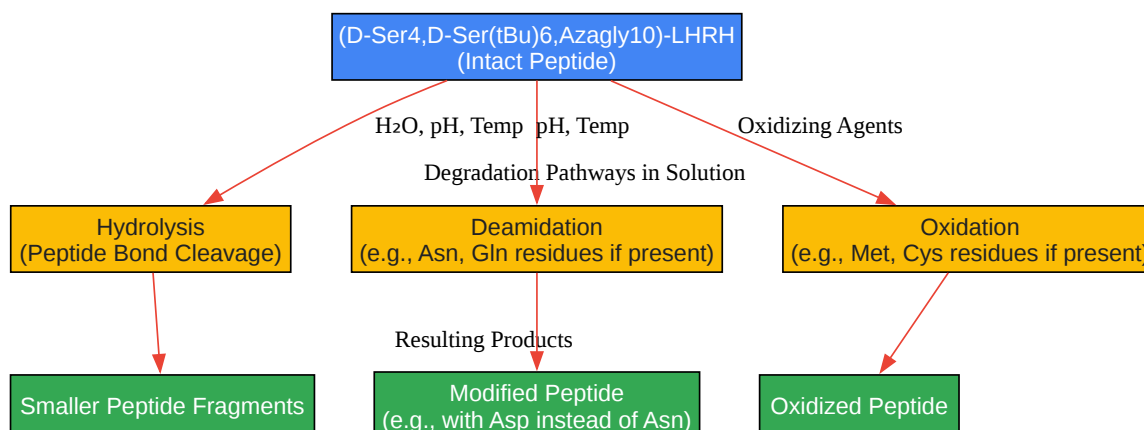 (D-Ser4,D-Ser(tBu)6,Azagly10)-LHRH
(Intact Peptide)
H₂O, pH, Temp
pH, Temp
Oxidizing Agents
Degradation Pathways in Solution
Hydrolysis
(Peptide Bond Cleavage)
Deamidation
(e.g., Asn, Gln residues if present)
Oxidation
(e.g., Met, Cys residues if present)
Resulting Products
Smaller Peptide Fragments
Modified Peptide
(e.g., with Asp instead of Asn)
Oxidized Peptide